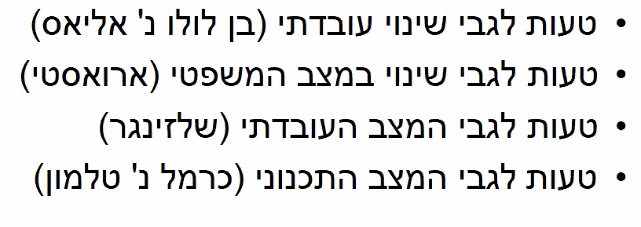 • טעות לגבי שינוי עובדתי (בן לולו נ' אליאס)
• טעות לגבי שינוי במצב המשפטי (ארואסטי)
• טעות לגבי המצב העובדתי (שלזינגר)
• טעות לגבי המצב התכנוני (כרמל נ' טלמון)